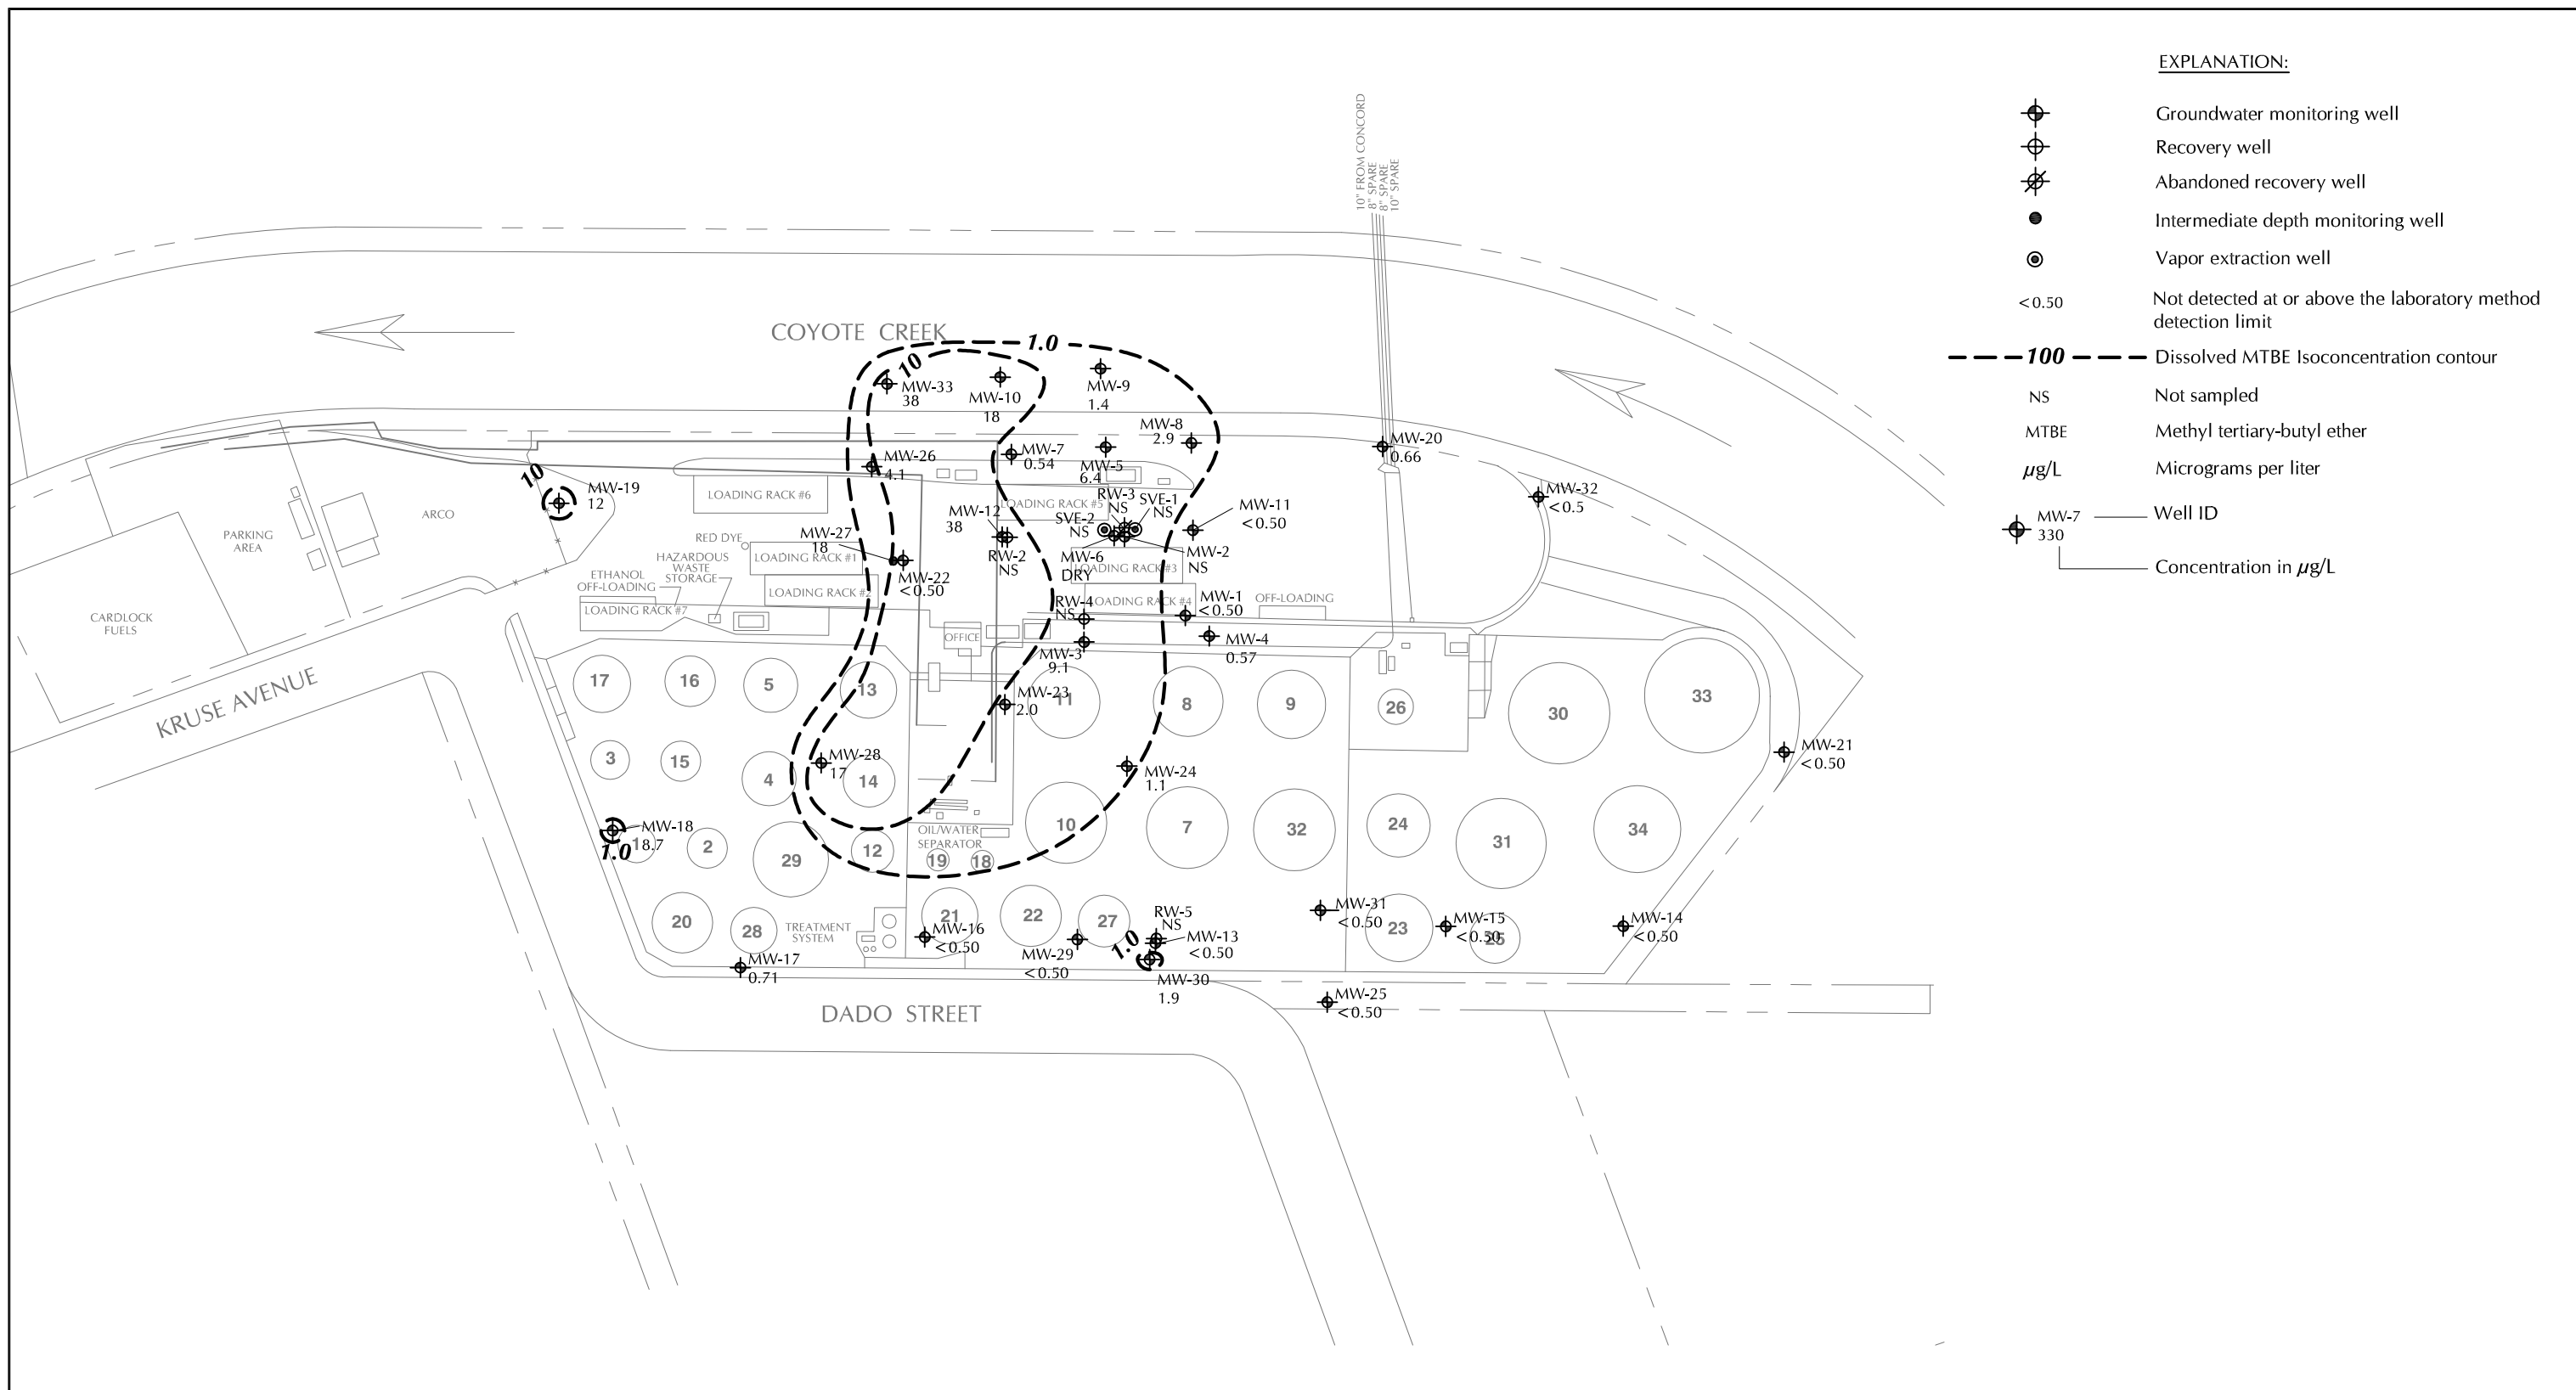 EXPLANATION:
Groundwater monitoring well
Recovery well
Abandoned recovery well
Intermediate depth monitoring well
Vapor extraction well
<0.50
Not detected at or above the laboratory method
detection limit
100
Dissolved MTBE Isoconcentration contour
NS
Not sampled
MTBE
Methyl tertiary-butyl ether
µg/L
Micrograms per liter
MW-7
330
Well ID
Concentration in µg/L
10" FROM CONCORD
8" SPARE
8" SPARE
10" SPARE
COYOTE CREEK
1.0
10
MW-33
38
MW-10
18
MW-9
1.4
MW-8
2.9
MW-20
0.66
MW-26
4.1
MW-7
0.54
MW-5
6.4
10
MW-19
12
MW-32
<0.5
LOADING RACK #6
LOADING RACK #5
RW-3
NS
SVE-1
NS
SVE-2
NS
MW-11
<0.50
MW-12
38
RW-2
NS
MW-6
DRY
MW-2
NS
ARCO
PARKING
AREA
CARDLOCK
FUELS
RED DYE
MW-27
18
LOADING RACK #1
HAZARDOUS
WASTE
STORAGE
ETHANOL
OFF-LOADING
LOADING RACK #7
LOADING RACK #2
MW-22
<0.50
LOADING RACK #3
LOADING RACK #4
RW-4
NS
MW-1
<0.50
OFF-LOADING
MW-4
0.57
OFFICE
MW-3
9.1
KRUSE AVENUE
17
16
5
13
MW-23
2.0
11
8
9
26
30
33
3
15
4
MW-28
17
14
MW-24
1.1
MW-21
<0.50
MW-18
8.7
1
1.0
2
29
12
OIL/WATER
SEPARATOR
19
18
10
7
32
24
31
34
20
28
TREATMENT
SYSTEM
21
MW-16
<0.50
22
27
RW-5
NS
1.0
MW-13
<0.50
MW-31
<0.50
23
MW-15
<0.50
25
MW-14
<0.50
MW-17
0.71
MW-29
<0.50
MW-30
1.9
MW-25
<0.50
DADO STREET